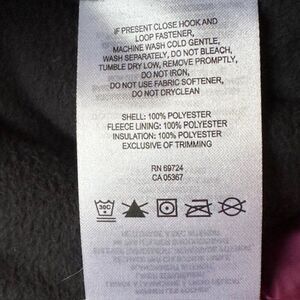 IF PRESENT CLOSE HOOK AND
LOOP FASTENER,
MACHINE WASH COLD GENTLE,
WASH SEPARATELY, DO NOT BLEACH,
TUMBLE DRY LOW, REMOVE PROMPTLY,
DO NOT IRON,
DO NOT USE FABRIC SOFTENER,
DO NOT DRYCLEAN
SHELL: 100% POLYESTER
FLEECE LINING: 100% POLYESTER
INSULATION: 100% POLYESTER
EXCLUSIVE OF TRIMMING
RN 69724
CA 05367
30C